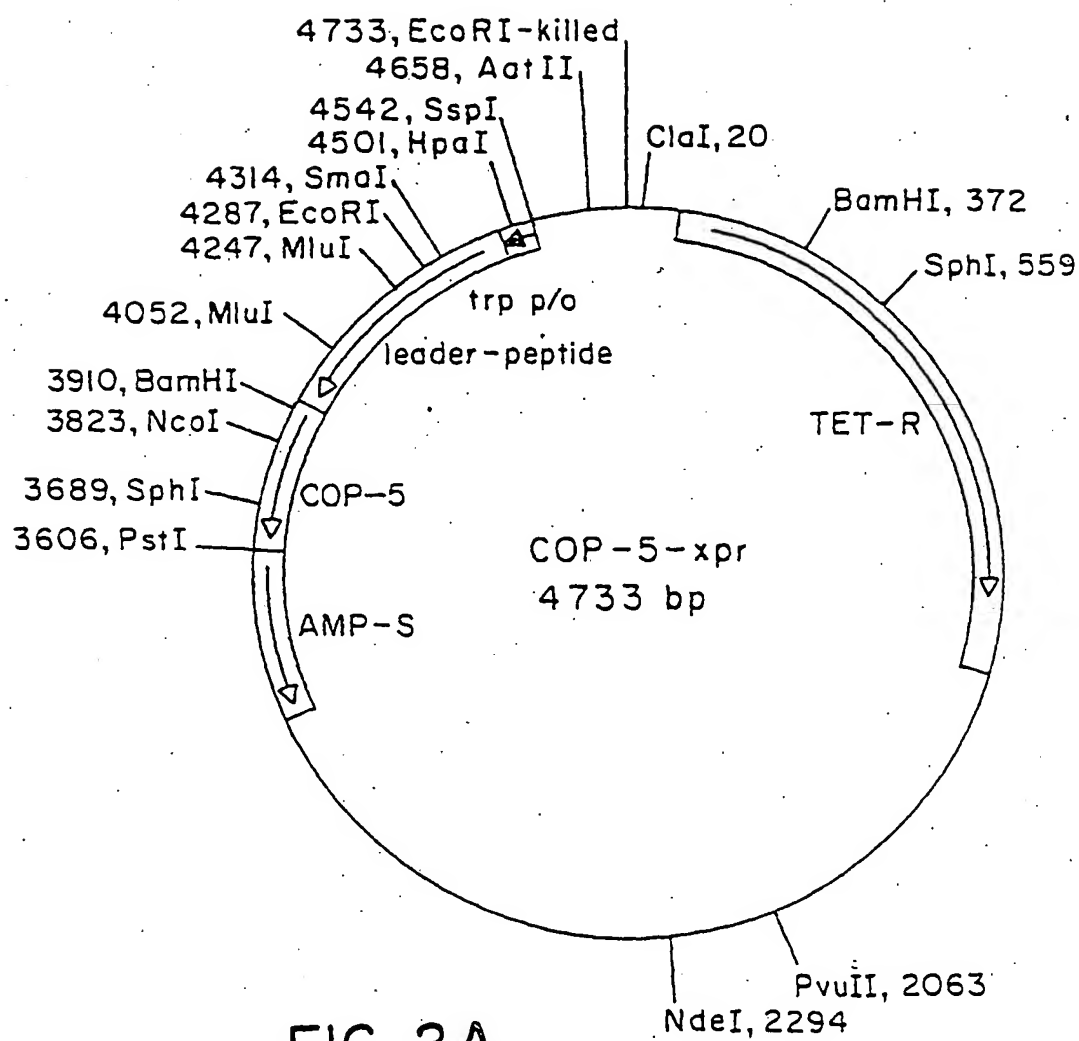 4733, EcoRI-killed
4658, AatII
4542, SspI
4501, HpaI
4314, SmaI
4287, EcoRI
4247, MluI
4052, MluI
3910, BamHI
3823, NcoI
3689, SphI
3606, PstI
ClaI, 20
BamHI, 372
SphI, 559
trp p/o
leader-peptide
TET-R
COP-5
AMP-S
COP-5-xpr
4733 bp
PvuII, 2063
NdeI, 2294
FIG. 2A